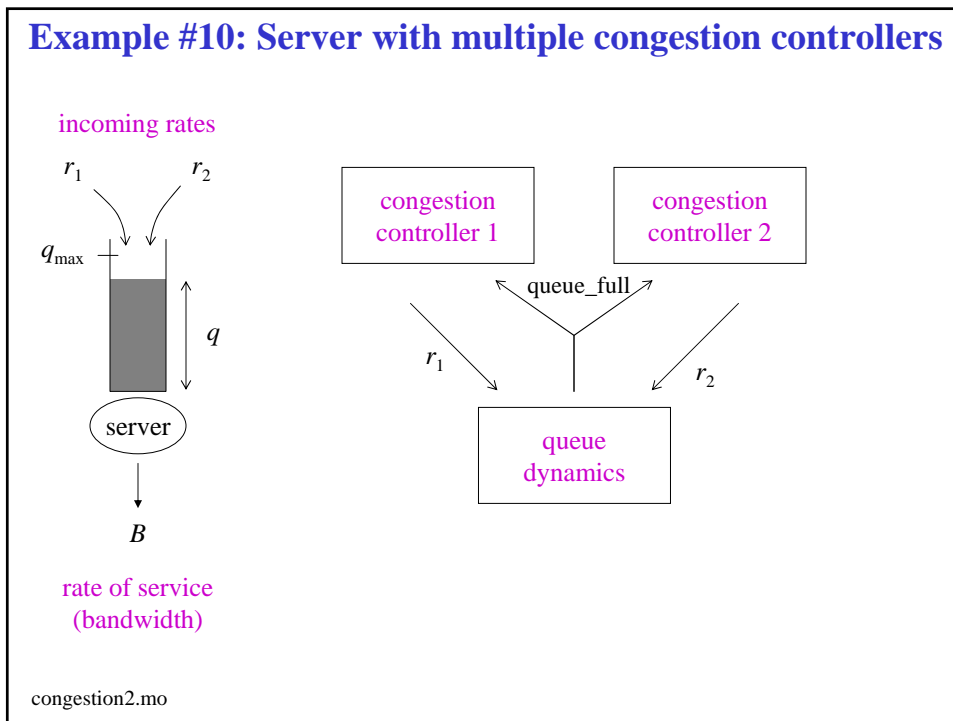 Example #10: Server with multiple congestion controllers
incoming rates
r1
r2
qmax
q
server
B
rate of service
(bandwidth)
congestion
controller 1
congestion
controller 2
queue_full
r1
r2
queue
dynamics
congestion2.mo